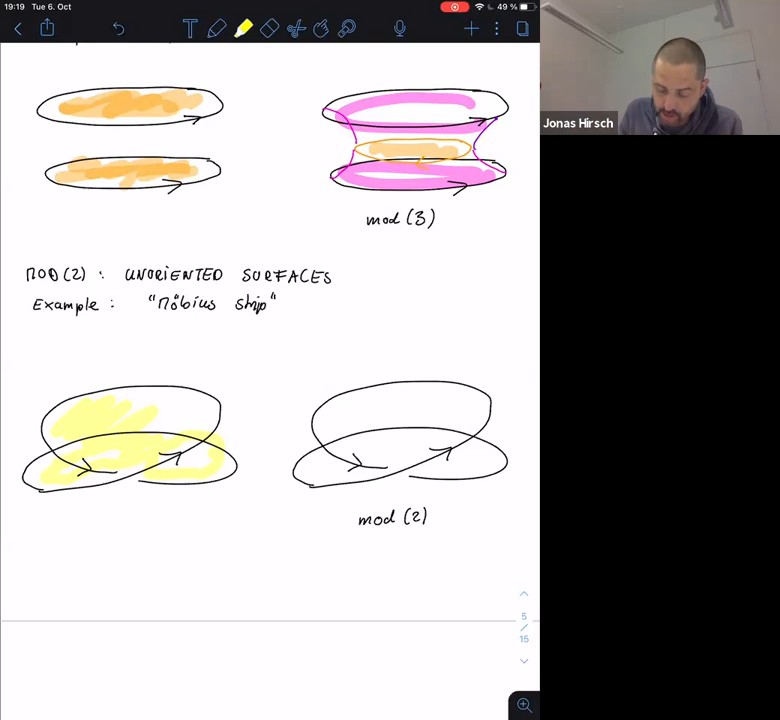 19:19 Tue 6. Oct
49 %
Jonas Hirsch
mod (3)
MOD(2) : UNORIENTED SURFACES
Example : "Möbius strip"
mod (2)
5
/
15